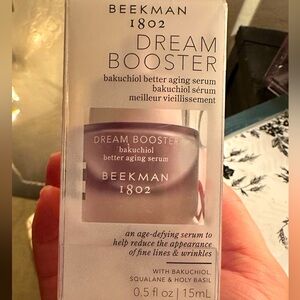 BEEKMAN
1802
DREAM
BOOSTER
bakuchiol better aging serum
bakuchiol sérum
meilleur vieillissement
DREAM BOOSTER
bakuchiol
better aging serum
BEEKMAN
1802
an age-defying serum to
help reduce the appearance
of fine lines & wrinkles
WITH BAKUCHIOL,
SQUALANE & HOLY BASIL
0.5 fl oz | 15mL